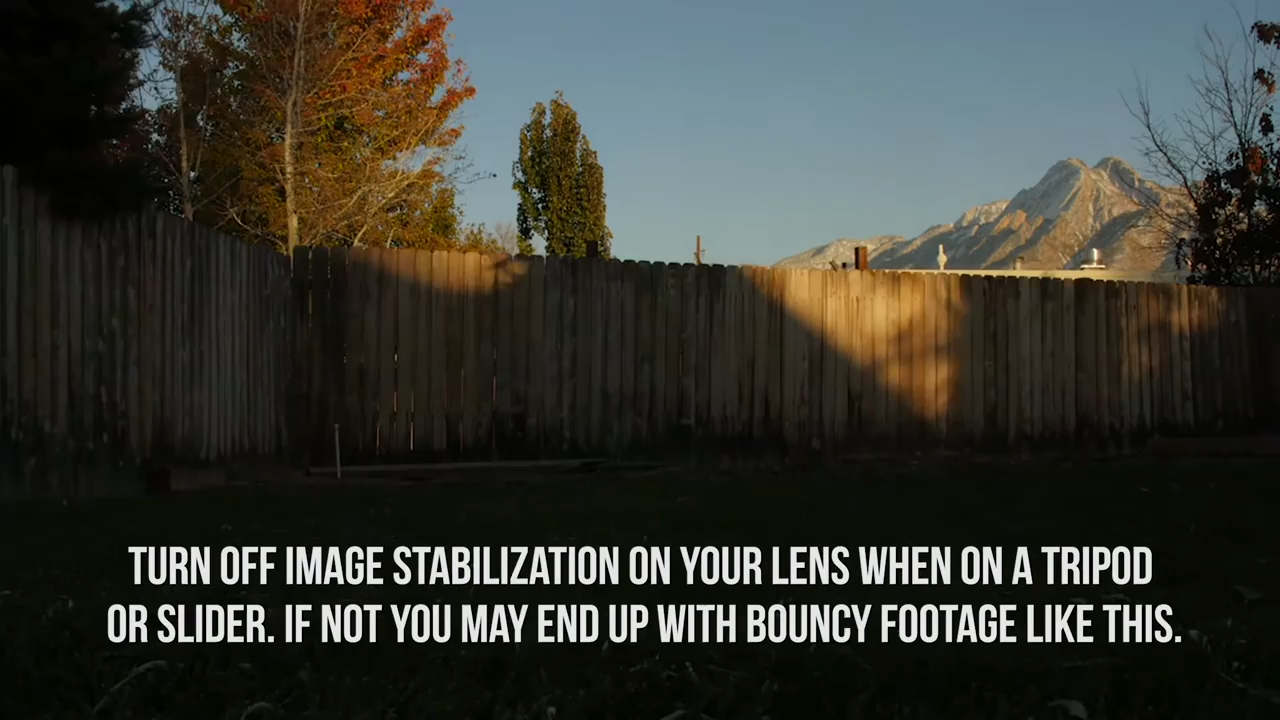 TURN OFF IMAGE STABILIZATION ON YOUR LENS WHEN ON A TRIPOD
OR SLIDER. IF NOT YOU MAY END UP WITH BOUNCY FOOTAGE LIKE THIS.